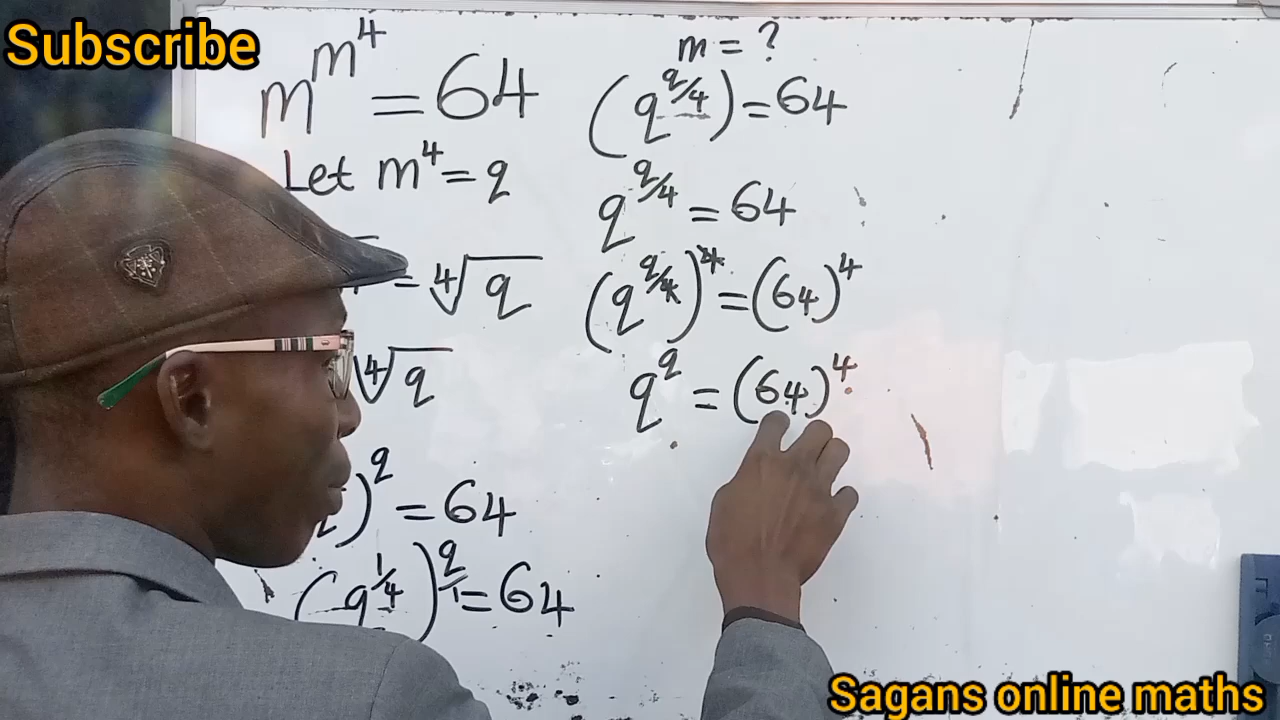 Subscribe
m^{m^4} = 64
Let m^4 = q
= ∜q
∜q
)^q = 64
(q^{1/4})^{q/1} = 64
m = ?
(q^{q/4}) = 64
q^{q/4} = 64
(q^{q/4})^4 = (64)^4
q^q = (64)^4
Sagans online maths